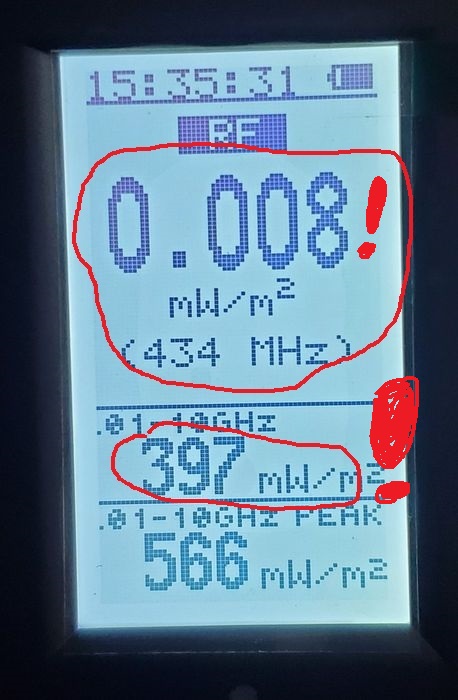 15:35:31
RF
0.008!
mW/m²
(434 MHz)
.01-10GHz
397 mW/m² !
.01-10GHz PEAK
566 mW/m²